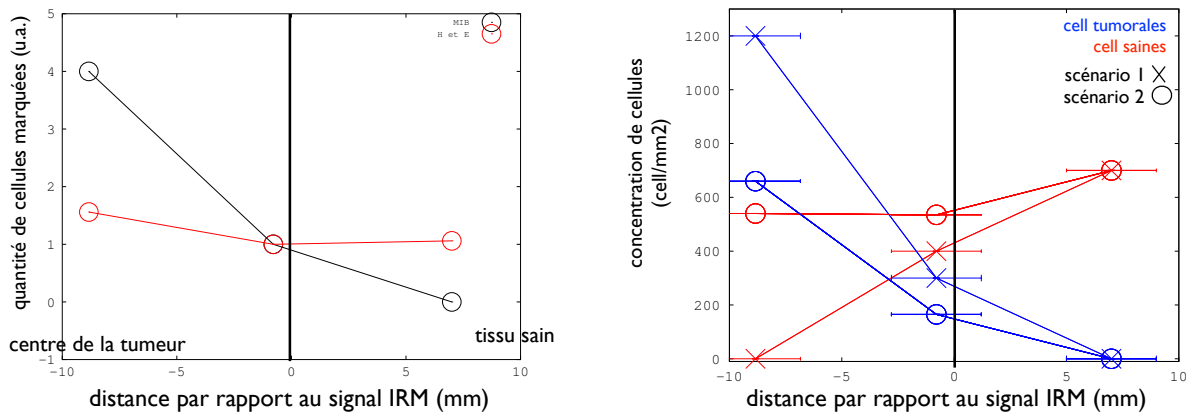 quantité de cellules marquées (u.a.)
5
4
3
2
1
0
-1
MIB
H et E
centre de la tumeur
tissu sain
-10
-5
0
5
10
distance par rapport au signal IRM (mm)
concentration de cellules
(cell/mm2)
1200
1000
800
600
400
200
0
cell tumorales
cell saines
scénario 1
scénario 2
-10
-5
0
5
10
distance par rapport au signal IRM (mm)